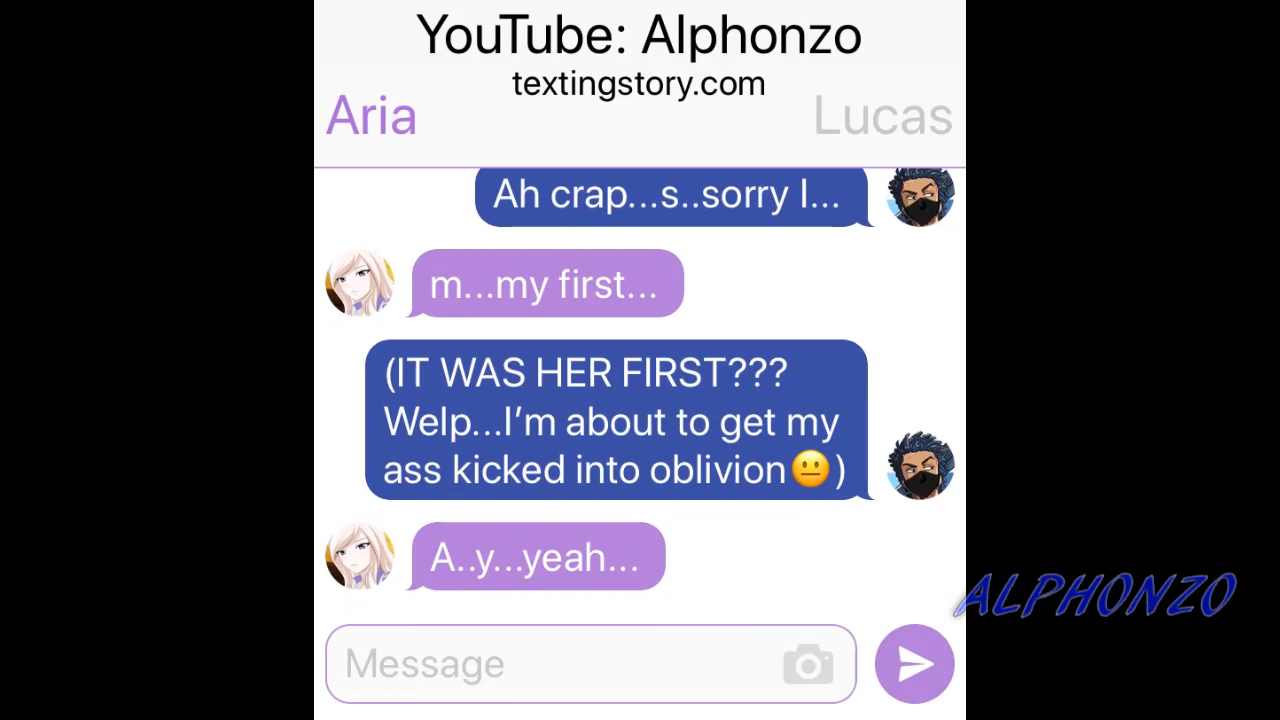 YouTube: Alphonzo
textingstory.com
Aria
Lucas
Ah crap...s..sorry I...
m...my first...
(IT WAS HER FIRST???
Welp...I’m about to get my
ass kicked into oblivion😐)
A..y...yeah...
ALPHONZO
Message